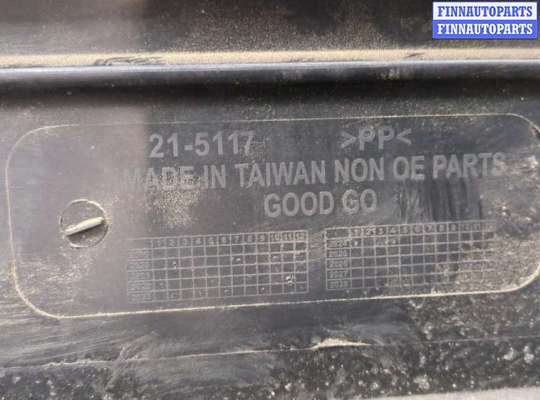 FINNAUTOPARTS
FINNAUTOPARTS
21-5117 >PP<
MADE IN TAIWAN NON OE PARTS
GOOD GO